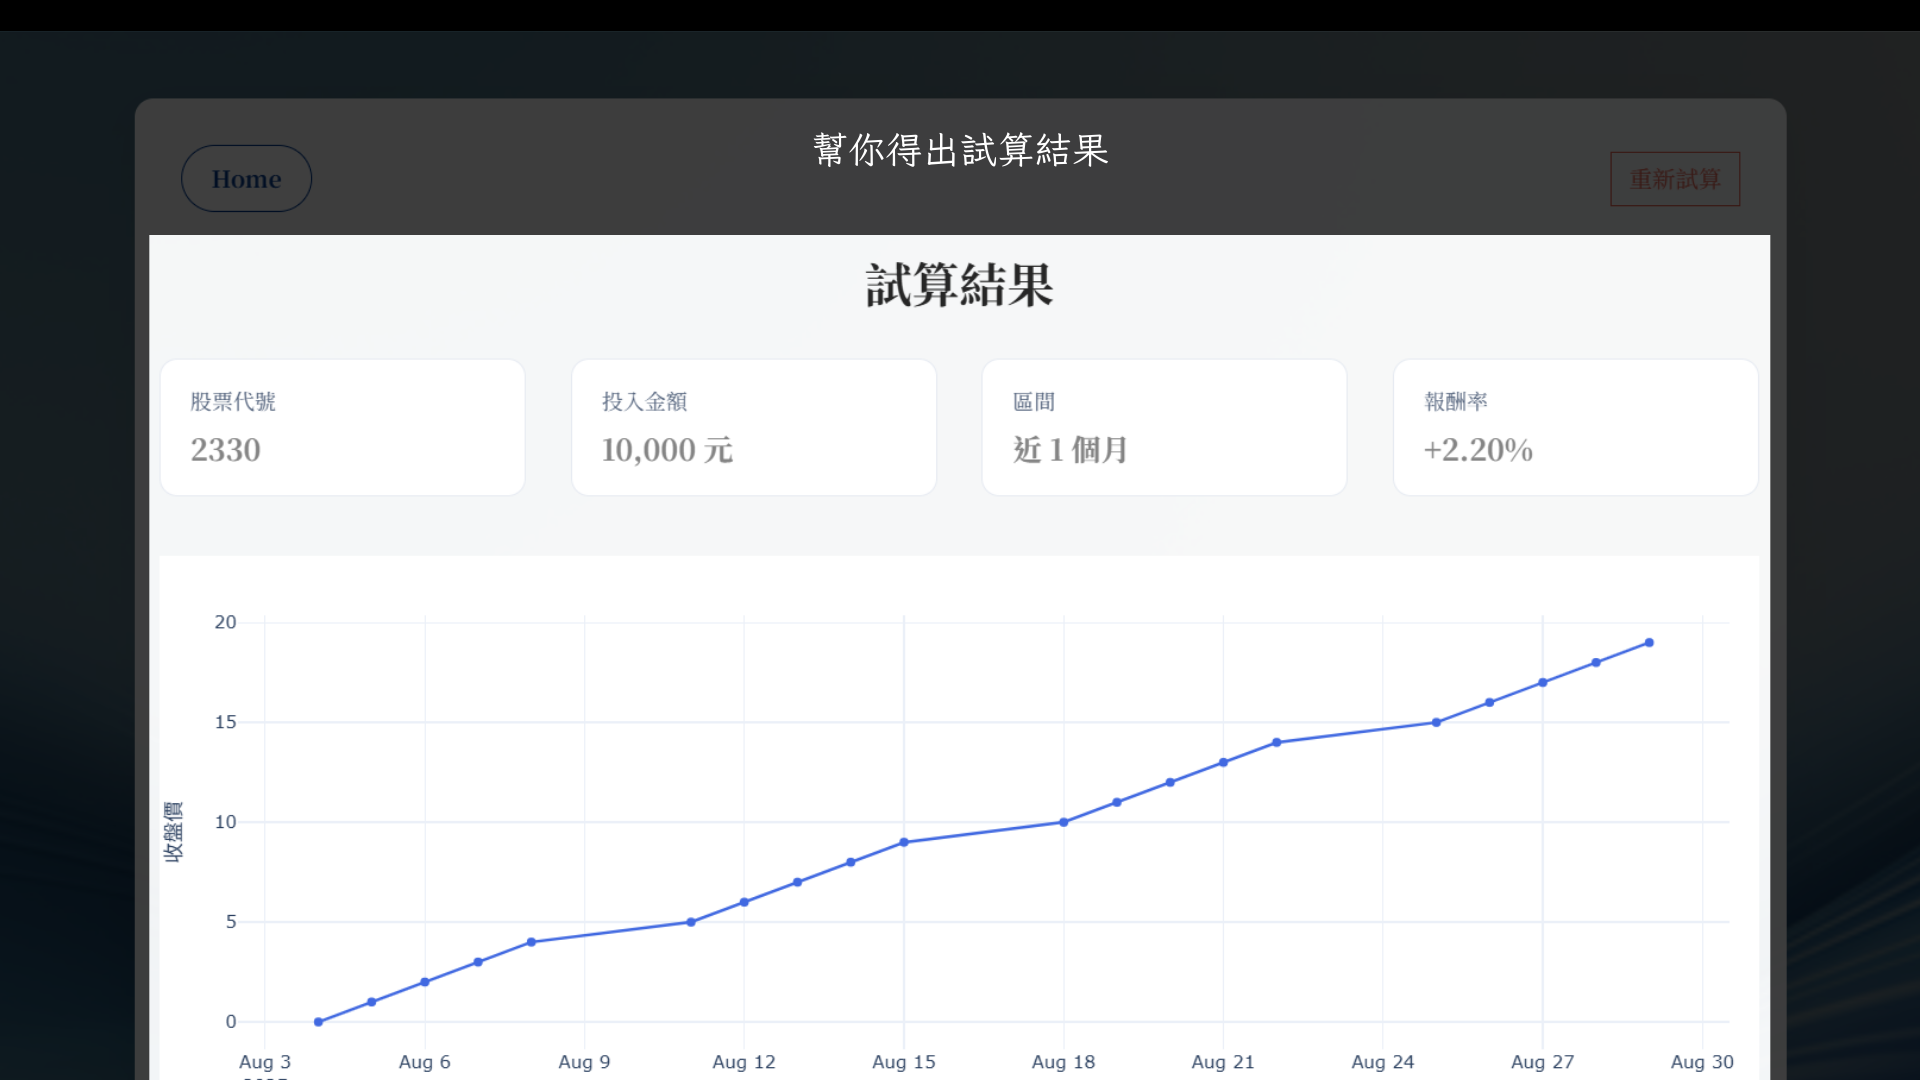 幫你得出試算結果
Home
重新試算
試算結果
股票代號
2330
投入金額
10,000 元
區間
近 1 個月
報酬率
+2.20%
收盤價
20
15
10
5
0
Aug 3
Aug 6
Aug 9
Aug 12
Aug 15
Aug 18
Aug 21
Aug 24
Aug 27
Aug 30